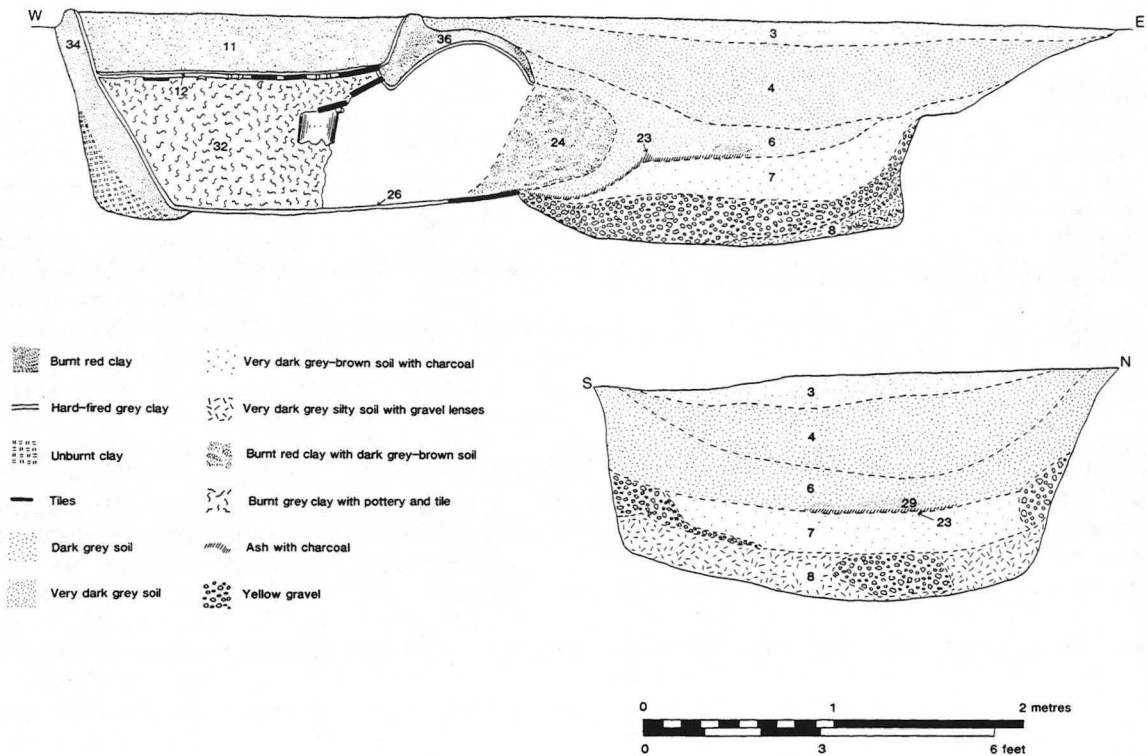 W
E
34
11
36
3
12
4
32
24
23
6
26
7
8
Burnt red clay
Hard-fired grey clay
Unburnt clay
Tiles
Dark grey soil
Very dark grey soil
Very dark grey-brown soil with charcoal
Very dark grey silty soil with gravel lenses
Burnt red clay with dark grey-brown soil
Burnt grey clay with pottery and tile
Ash with charcoal
Yellow gravel
S
N
3
4
6
29
23
7
8
0 1 2 metres
0 3 6 feet